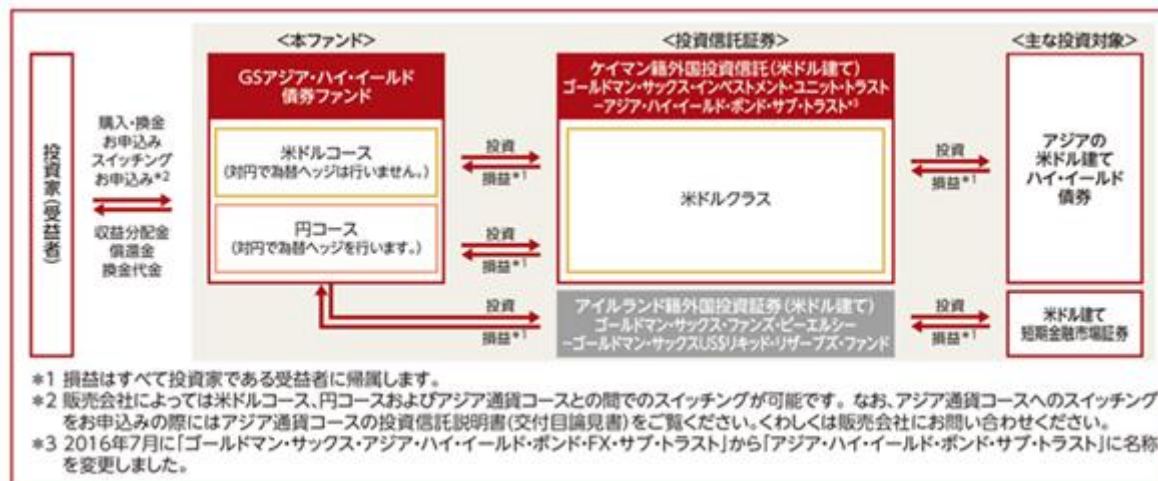 <本ファンド>
<投資信託証券>
<主な投資対象>
投資家(受益者)
購入・換金
お申込み
スイッチング
お申込み*2
収益分配金
償還金
換金代金
GSアジア・ハイ・イールド
債券ファンド
米ドルコース
(対円で為替ヘッジは行いません。)
円コース
(対円で為替ヘッジを行います。)
投資
損益*1
投資
損益*1
投資
損益*1
ケイマン籍外国投資信託(米ドル建て)
ゴールドマン・サックス・インベストメント・ユニット・トラスト
-アジア・ハイ・イールド・ボンド・サブ・トラスト*3
米ドルクラス
アイルランド籍外国投資証券(米ドル建て)
ゴールドマン・サックス・ファンズ・ピーエルシー
-ゴールドマン・サックスUS$リキッド・リザーブズ・ファンド
投資
損益*1
投資
損益*1
アジアの
米ドル建て
ハイ・イールド
債券
米ドル建て
短期金融市場証券
*1 損益はすべて投資家である受益者に帰属します。
*2 販売会社によっては米ドルコース、円コースおよびアジア通貨コースとの間でのスイッチングが可能です。なお、アジア通貨コースへのスイッチング
をお申込みの際にはアジア通貨コースの投資信託説明書(交付目論見書)をご覧ください。くわしくは販売会社にお問い合わせください。
*3 2016年7月に「ゴールドマン・サックス・アジア・ハイ・イールド・ボンド・FX・サブ・トラスト」から「アジア・ハイ・イールド・ボンド・サブ・トラスト」に名称
を変更しました。